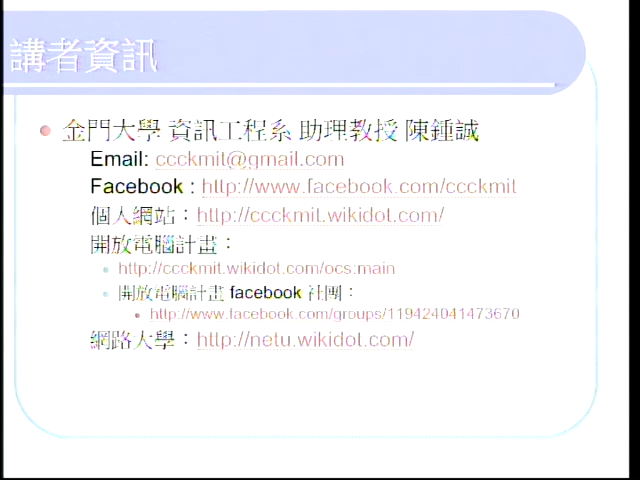 講者資訊
金門大學 資訊工程系 助理教授 陳鍾誠
Email: ccckmit@gmail.com
Facebook : http://www.facebook.com/ccckmit
個人網站：http://ccckmit.wikidot.com/
開放電腦計畫：
http://ccckmit.wikidot.com/ocs:main
開放電腦計畫 facebook 社團：
http://www.facebook.com/groups/119424041473670
網路大學：http://netu.wikidot.com/